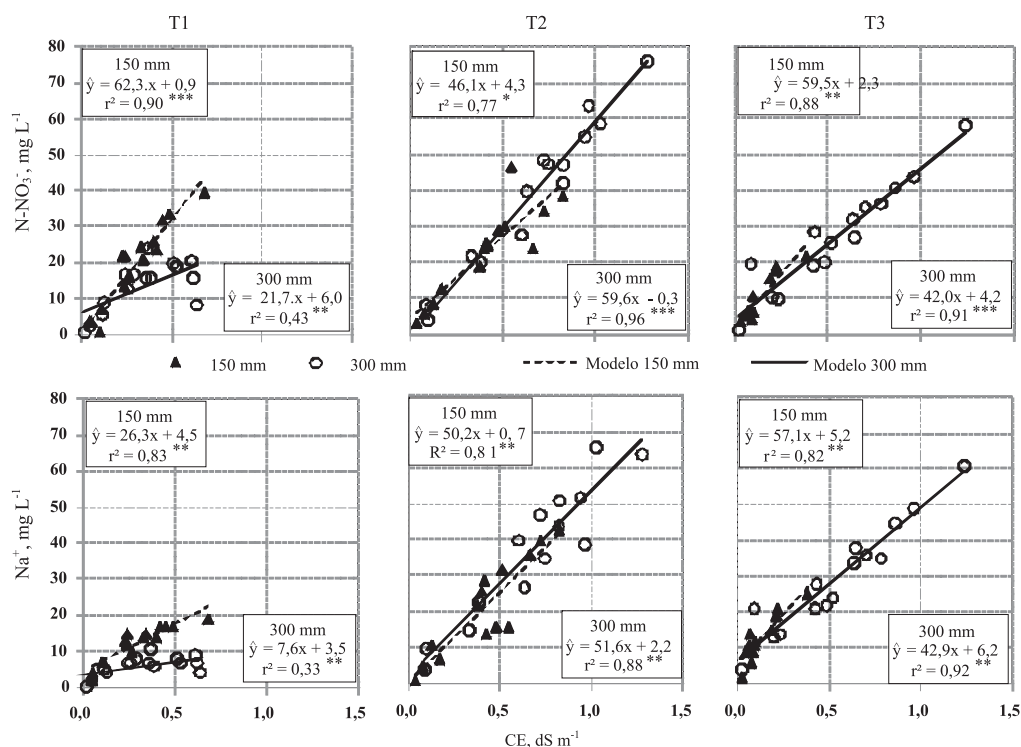 T1 T2 T3
N-NO₃⁻, mg L⁻¹
80
70
60
50
40
30
20
10
0
150 mm
ŷ = 62,3.x + 0,9
r² = 0,90 ***
300 mm
ŷ = 21,7.x + 6,0
r² = 0,43 **
150 mm
ŷ = 46,1x + 4,3
r² = 0,77 *
300 mm
ŷ = 59,6x - 0,3
r² = 0,96 ***
150 mm
ŷ = 59,5x + 2,3
r² = 0,88 **
300 mm
ŷ = 42,0x + 4,2
r² = 0,91 ***
150 mm 300 mm Modelo 150 mm Modelo 300 mm
Na⁺, mg L⁻¹
80
70
60
50
40
30
20
10
0
150 mm
ŷ = 26,3x + 4,5
r² = 0,83 **
300 mm
ŷ = 7,6x + 3,5
r² = 0,33 **
150 mm
ŷ = 50,2x + 0, 7
R² = 0,8 1 **
300 mm
ŷ = 51,6x + 2,2
r² = 0,88 **
150 mm
ŷ = 57,1x + 5,2
r² = 0,82 **
300 mm
ŷ = 42,9x + 6,2
r² = 0,92 **
0,0 0,5 1,0 1,5 0,0 0,5 1,0 1,5 0,0 0,5 1,0 1,5
CE, dS m⁻¹